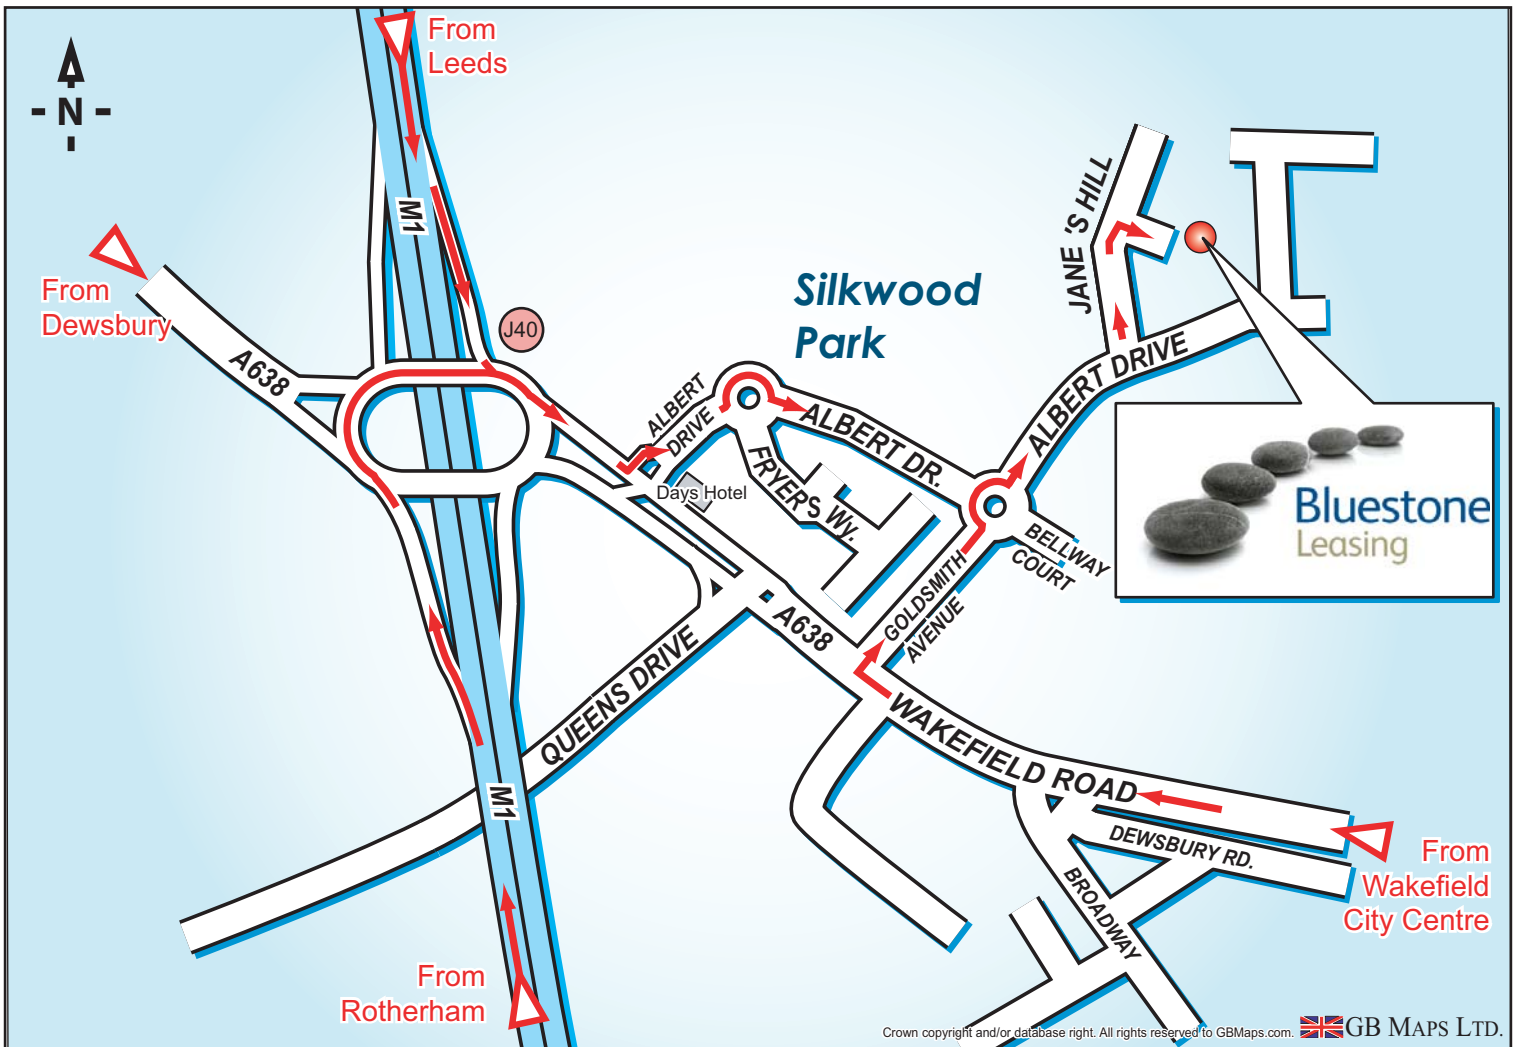 From
Leeds
N
M1
From
Dewsbury
A638
J40
Silkwood
Park
JANE 'S HILL
ALBERT
DRIVE
ALBERT DR.
ALBERT DRIVE
Days Hotel
FRYER'S Wy.
BELLWAY
COURT
GOLDSMITH
AVENUE
Bluestone
Leasing
A638
QUEENS DRIVE
WAKEFIELD ROAD
M1
DEWSBURY RD.
BROADWAY
From
Wakefield
City Centre
From
Rotherham
Crown copyright and/or database right. All rights reserved to GBMaps.com.
GB MAPS LTD.